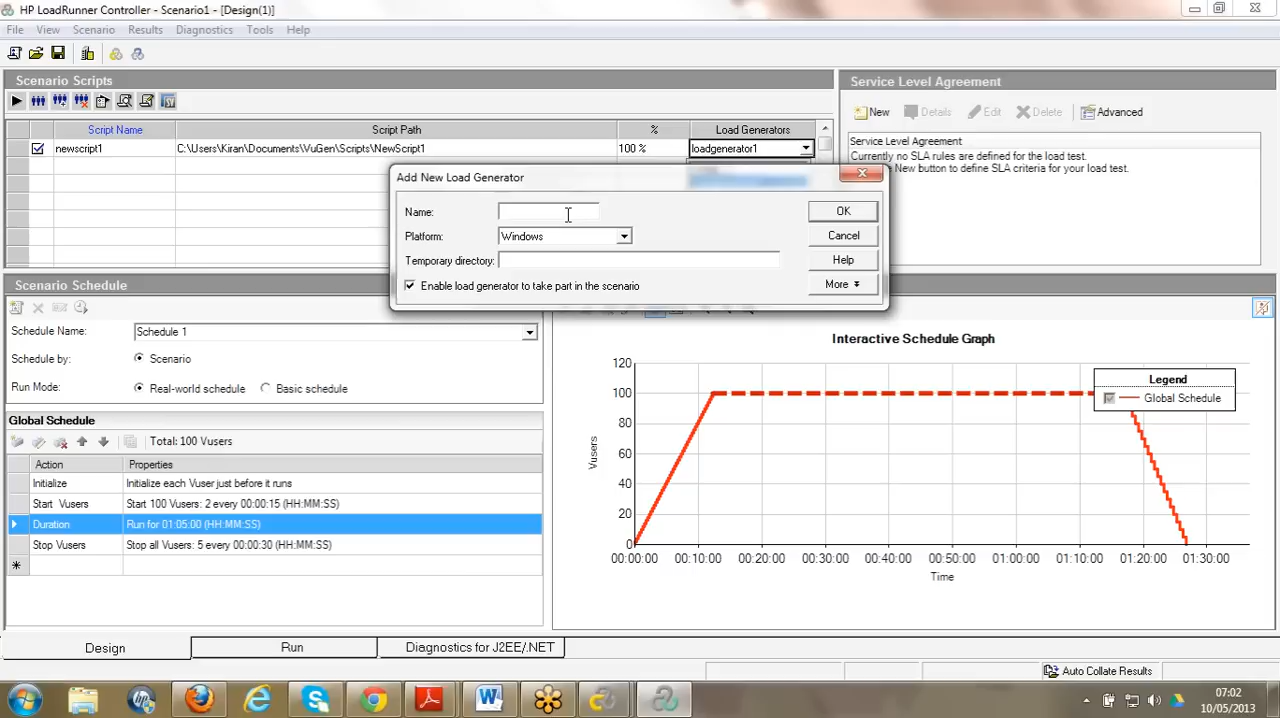 HP LoadRunner Controller - Scenario1 - [Design(1)]
File View Scenario Results Diagnostics Tools Help
Scenario Scripts
Script Name Script Path % Load Generators
newscript1 C:\Users\Kiran\Documents\VuGen\Scripts\NewScript1 100 % loadgenerator1
Service Level Agreement
New Details Edit Delete Advanced
Service Level Agreement
Currently no SLA rules are defined for the load test.
New button to define SLA criteria for your load test.
Add New Load Generator
Name:
OK
Platform: Windows
Cancel
Temporary directory:
Help
Enable load generator to take part in the scenario
More
Scenario Schedule
Schedule Name: Schedule 1
Schedule by: Scenario
Run Mode: Real-world schedule Basic schedule
Global Schedule
Total: 100 Vusers
Action Properties
Initialize Initialize each Vuser just before it runs
Start Vusers Start 100 Vusers: 2 every 00:00:15 (HH:MM:SS)
Duration Run for 01:05:00 (HH:MM:SS)
Stop Vusers Stop all Vusers: 5 every 00:00:30 (HH:MM:SS)
Interactive Schedule Graph
Legend
Global Schedule
Vusers
120
100
80
60
40
20
0
00:00:00 00:10:00 00:20:00 00:30:00 00:40:00 00:50:00 01:00:00 01:10:00 01:20:00 01:30:00
Time
Design Run Diagnostics for J2EE/.NET
Auto Collate Results
07:02
10/05/2013